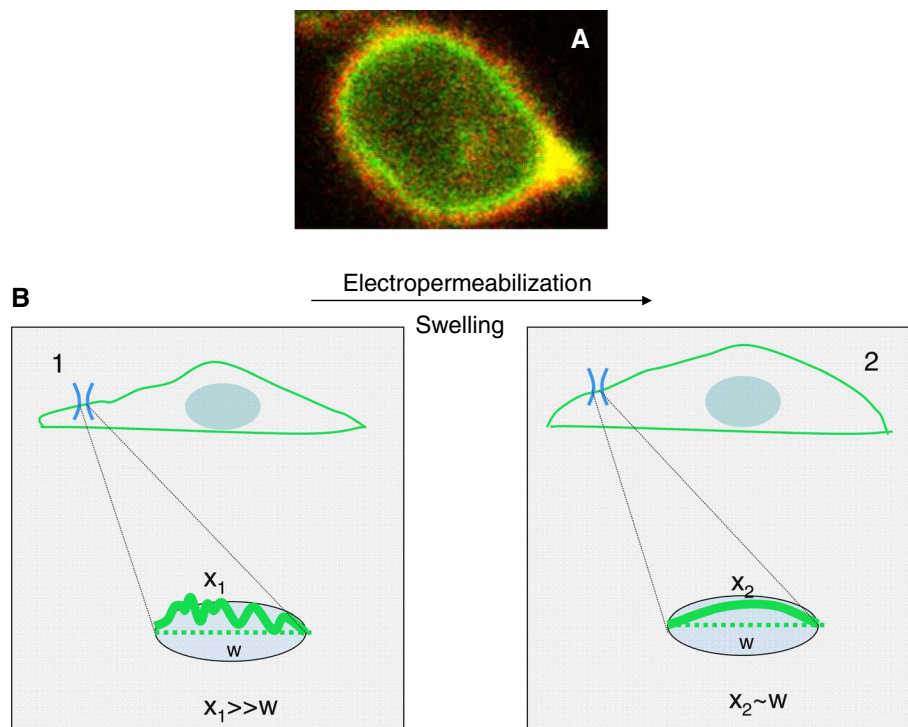 A
B
Electropermeabilization
Swelling
1
2
x₁
w
x₁>>w
x₂
w
x₂~w